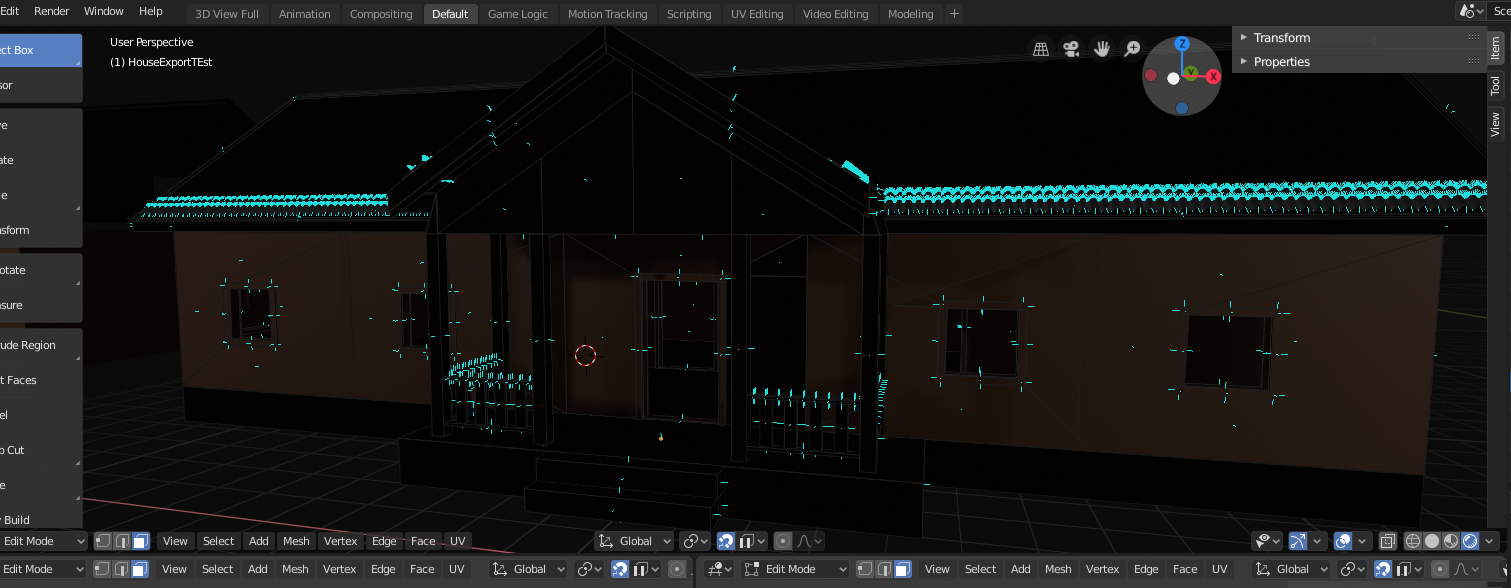 Edit Render Window Help 3D View Full Animation Compositing Default Game Logic Motion Tracking Scripting UV Editing Video Editing Modeling + Sce
ect Box
sor
e
ate
e
nsform
otate
sure
rude Region
t Faces
el
p Cut
e
y Build
User Perspective
(1) HouseExportTEst
Z
Y
X
Transform
Properties
Item
Tool
View
Edit Mode View Select Add Mesh Vertex Edge Face UV Global
Edit Mode View Select Add Mesh Vertex Edge Face UV Global Edit Mode View Select Add Mesh Vertex Edge Face UV Global